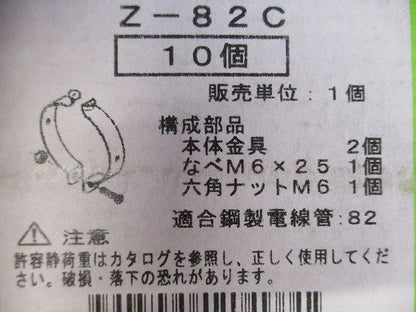 Z－82C
10個
販売単位：1個
構成部品
本体金具 2個
なべM6×25 1個
六角ナットM6 1個
適合鋼製電線管：82
注意
許容静荷重はカタログを参照し、正しく使用してくだ
さい。破損・落下の恐れがあります。